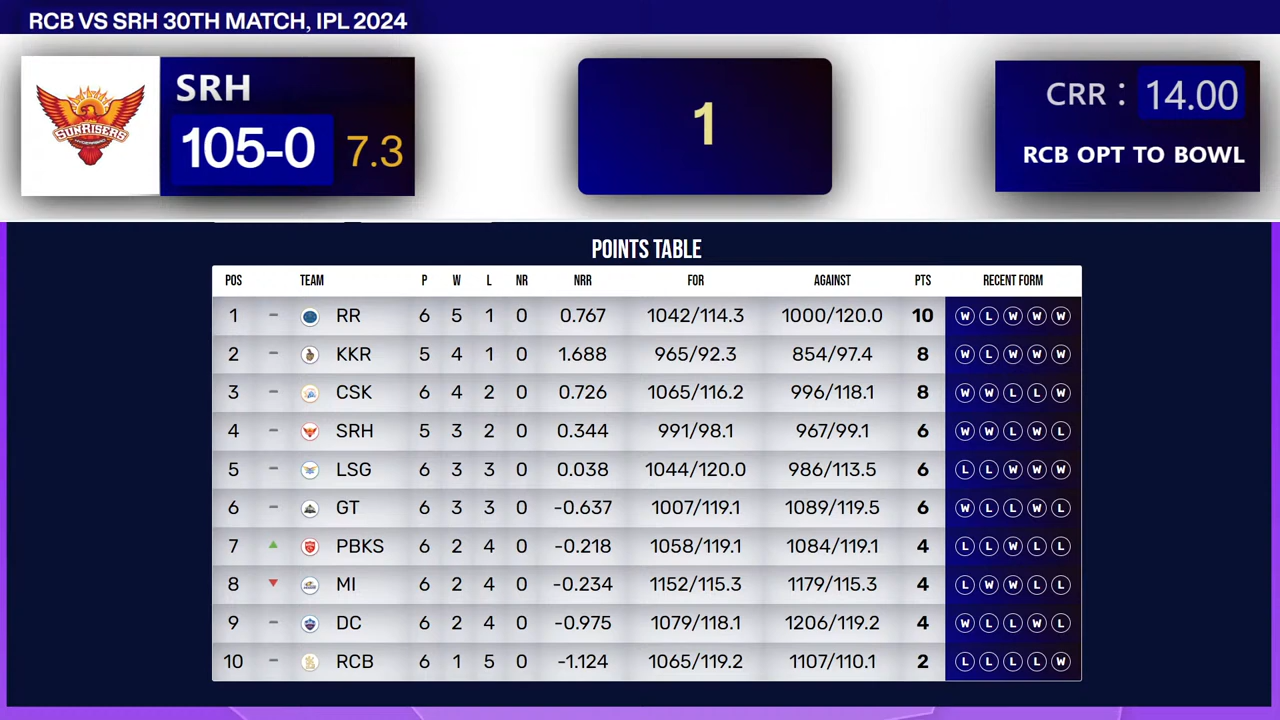 RCB VS SRH 30TH MATCH, IPL 2024
SRH
105-0 7.3
SUNRISERS
1
CRR : 14.00
RCB OPT TO BOWL
POINTS TABLE
POS TEAM P W L NR NRR FOR AGAINST PTS RECENT FORM
1 RR 6 5 1 0 0.767 1042/114.3 1000/120.0 10 W L W W W
2 KKR 5 4 1 0 1.688 965/92.3 854/97.4 8 W L W W W
3 CSK 6 4 2 0 0.726 1065/116.2 996/118.1 8 W W L L W
4 SRH 5 3 2 0 0.344 991/98.1 967/99.1 6 W W L W L
5 LSG 6 3 3 0 0.038 1044/120.0 986/113.5 6 L L W W W
6 GT 6 3 3 0 -0.637 1007/119.1 1089/119.5 6 W L L W L
7 PBKS 6 2 4 0 -0.218 1058/119.1 1084/119.1 4 L L W L L
8 MI 6 2 4 0 -0.234 1152/115.3 1179/115.3 4 L W W L L
9 DC 6 2 4 0 -0.975 1079/118.1 1206/119.2 4 W L L W L
10 RCB 6 1 5 0 -1.124 1065/119.2 1107/110.1 2 L L L L W